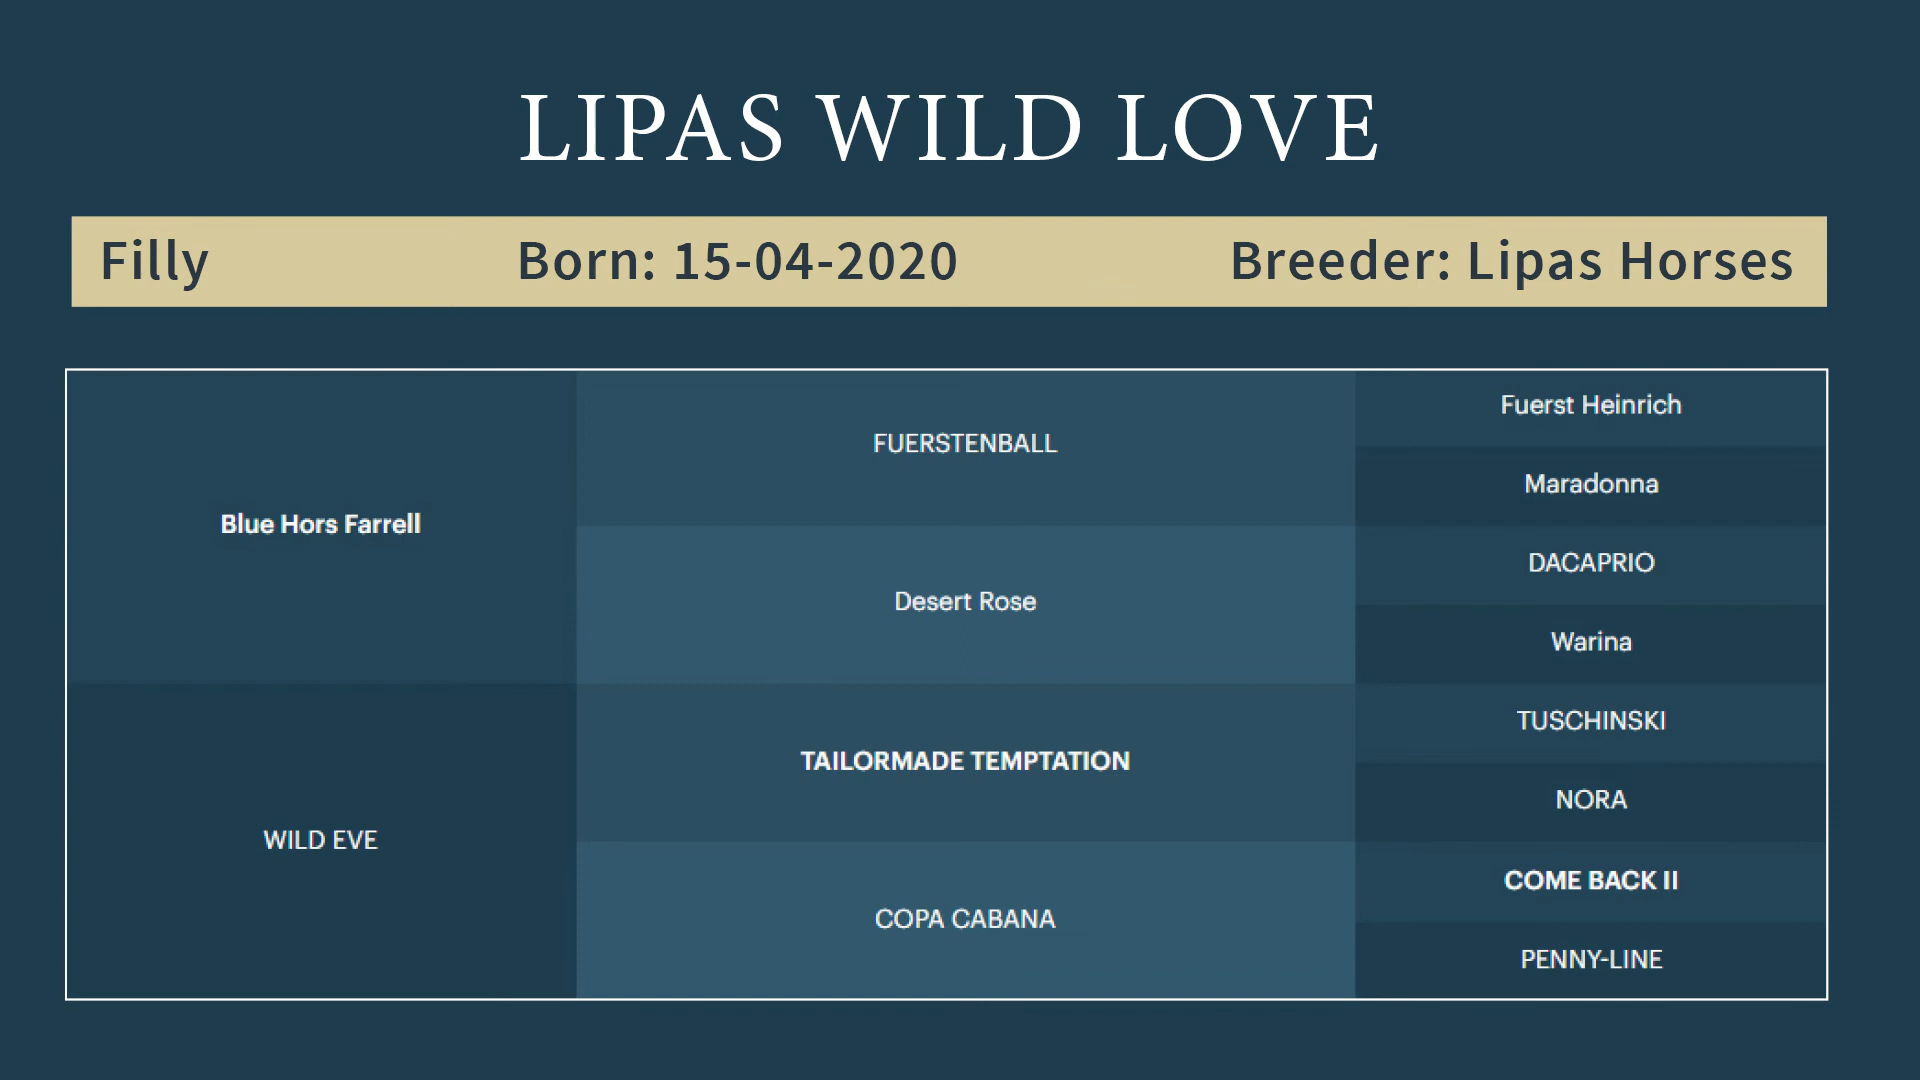 LIPAS WILD LOVE
Filly Born: 15-04-2020 Breeder: Lipas Horses
Blue Hors Farrell
WILD EVE
FUERSTENBALL
Desert Rose
TAILORMADE TEMPTATION
COPA CABANA
Fuerst Heinrich
Maradonna
DACAPRIO
Warina
TUSCHINSKI
NORA
COME BACK II
PENNY-LINE